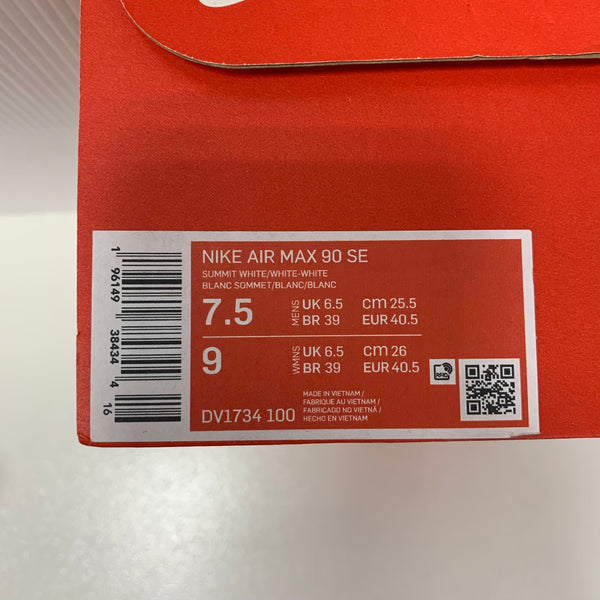 NIKE AIR MAX 90 SE
SUMMIT WHITE/WHITE-WHITE
BLANC SOMMET/BLANC/BLANC
7.5 MENS UK 6.5 cm 25.5
BR 39 EUR 40.5
9 WMNS UK 6.5 cm 26
BR 39 EUR 40.5
RFID
DV1734 100
MADE IN VIETNAM /
FABRIQUÉ AU VIETNAM /
FABRICADO NO VIETNÃ /
HECHO EN VIETNAM
1 96149 38434 4 16